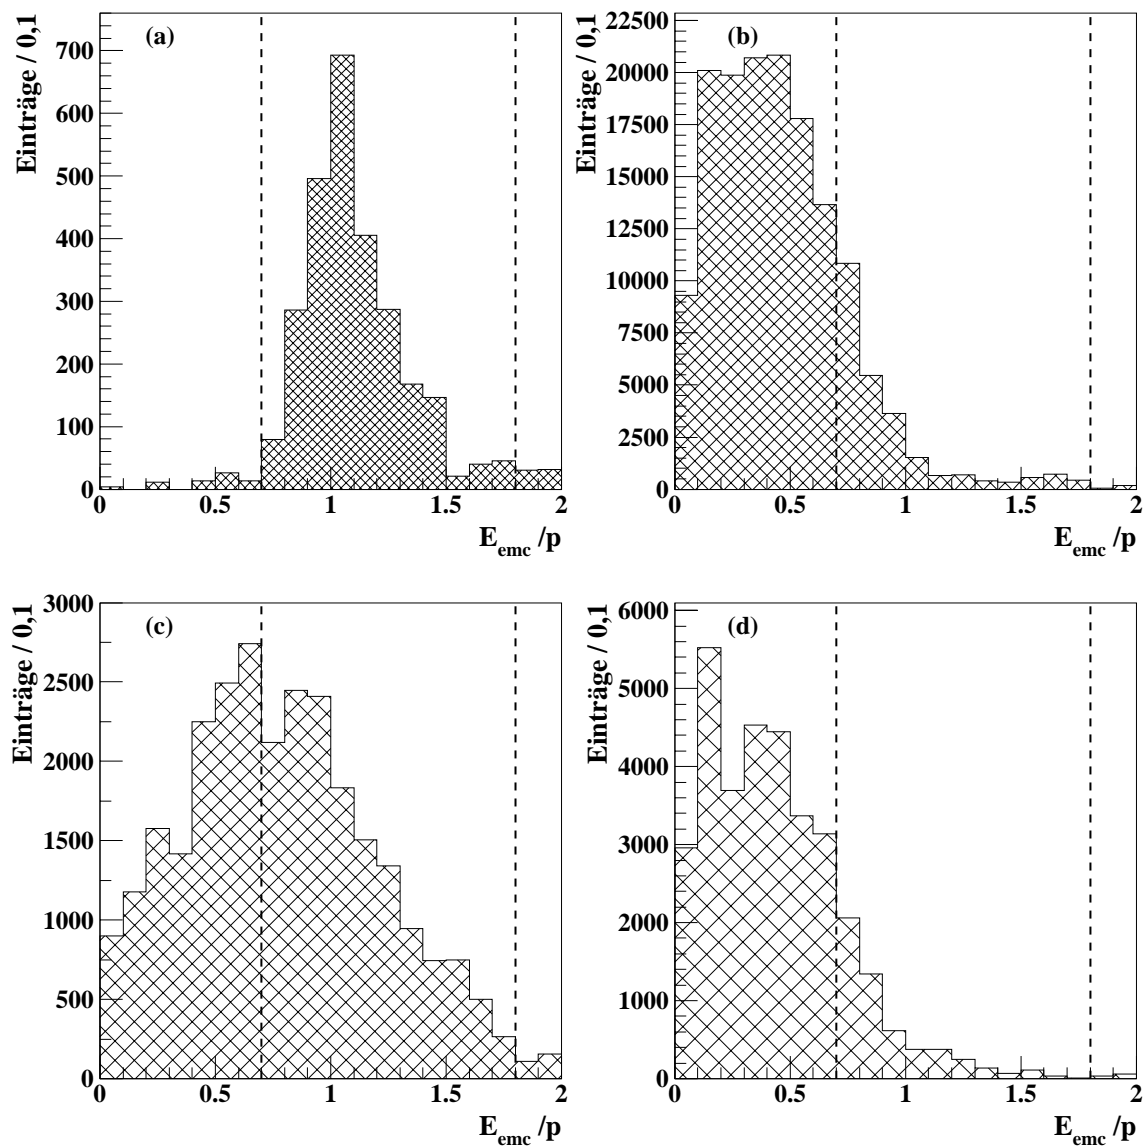 (a)
Einträge / 0,1
700
600
500
400
300
200
100
0
0 0.5 1 1.5 2
E_emc /p
(b)
Einträge / 0,1
22500
20000
17500
15000
12500
10000
7500
5000
2500
0
0 0.5 1 1.5 2
E_emc /p
(c)
Einträge / 0,1
3000
2500
2000
1500
1000
500
0
0 0.5 1 1.5 2
E_emc /p
(d)
Einträge / 0,1
6000
5000
4000
3000
2000
1000
0
0 0.5 1 1.5 2
E_emc /p